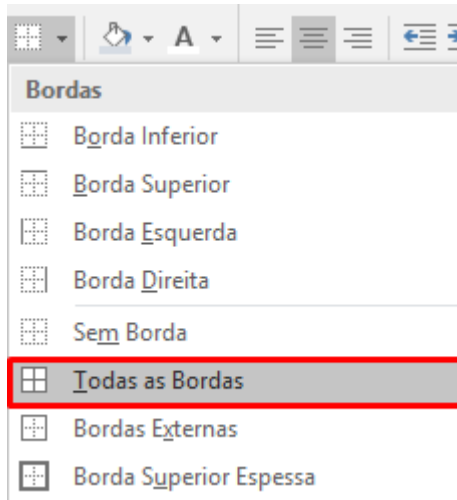 A
Bordas
Borda Inferior
Borda Superior
Borda Esquerda
Borda Direita
Sem Borda
Todas as Bordas
Bordas Externas
Borda Superior Espessa